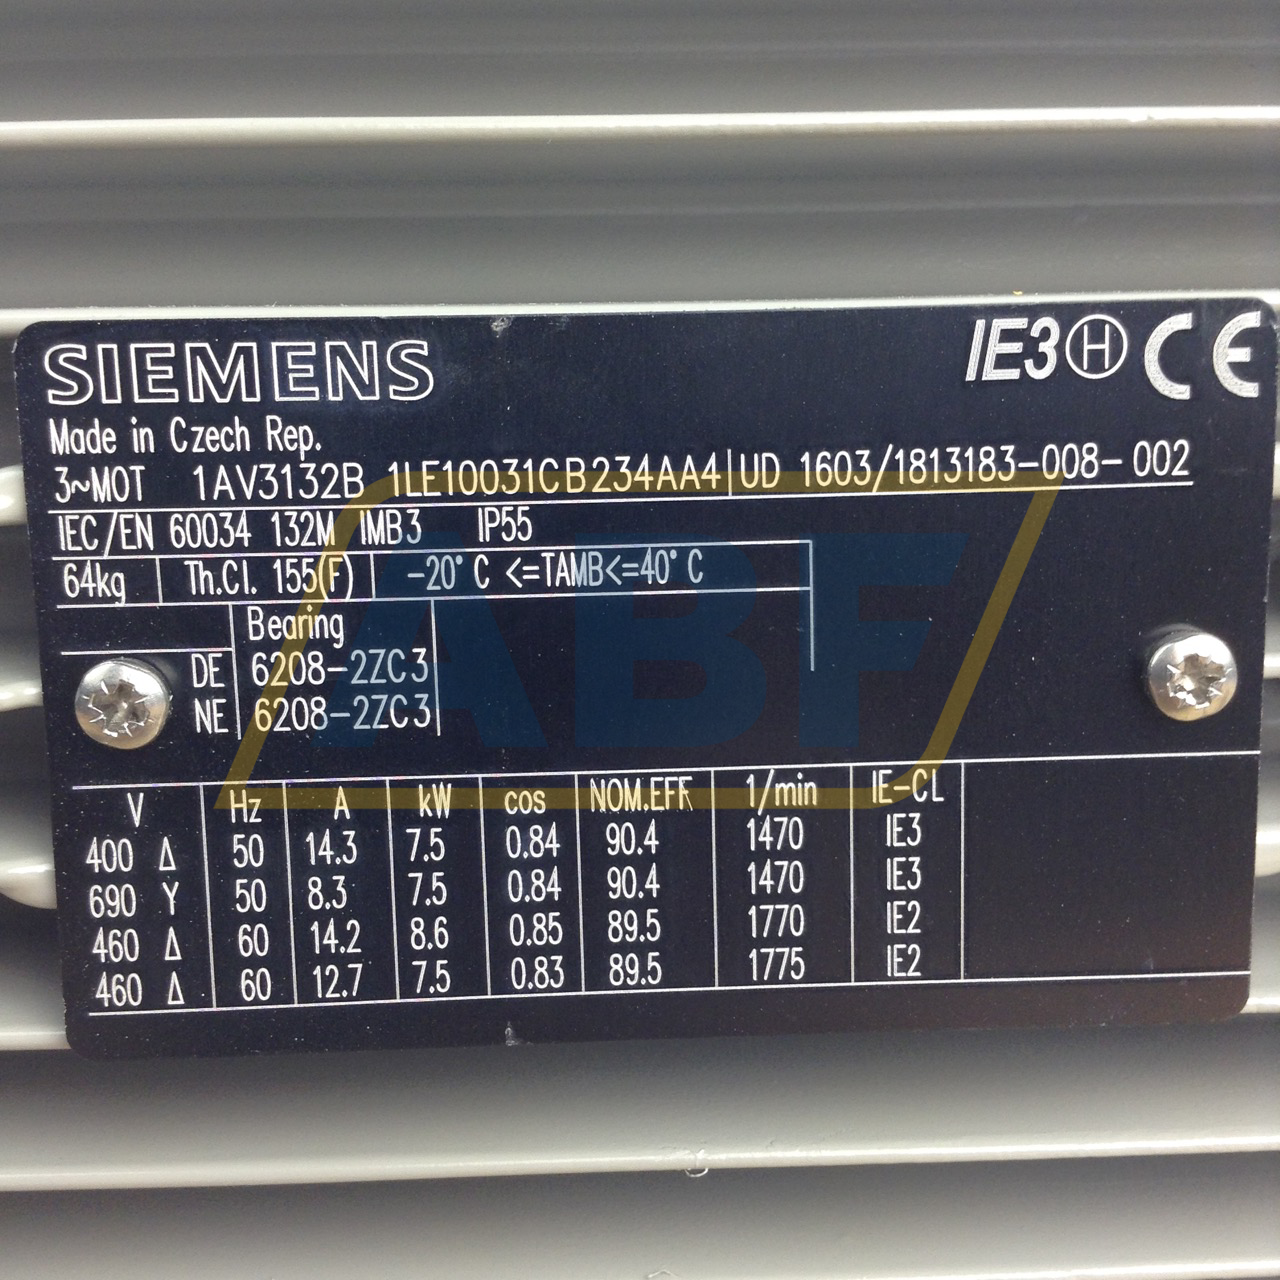 SIEMENS
IE3 Ⓗ CE
Made in Czech Rep.
3~MOT 1AV3132B 1LE10031CB234AA4 UD 1603/1813183-008-002
IEC/EN 60034 132M IMB3 IP55
64kg Th.Cl. 155(F) -20°C <=TAMB<=40°C
Bearing
DE 6208-2ZC3
NE 6208-2ZC3
V Hz A kW cos NOM.EFF 1/min IE-CL
400 Δ 50 14.3 7.5 0.84 90.4 1470 IE3
690 Y 50 8.3 7.5 0.84 90.4 1470 IE3
460 Δ 60 14.2 8.6 0.85 89.5 1770 IE2
460 Δ 60 12.7 7.5 0.83 89.5 1775 IE2
ABF